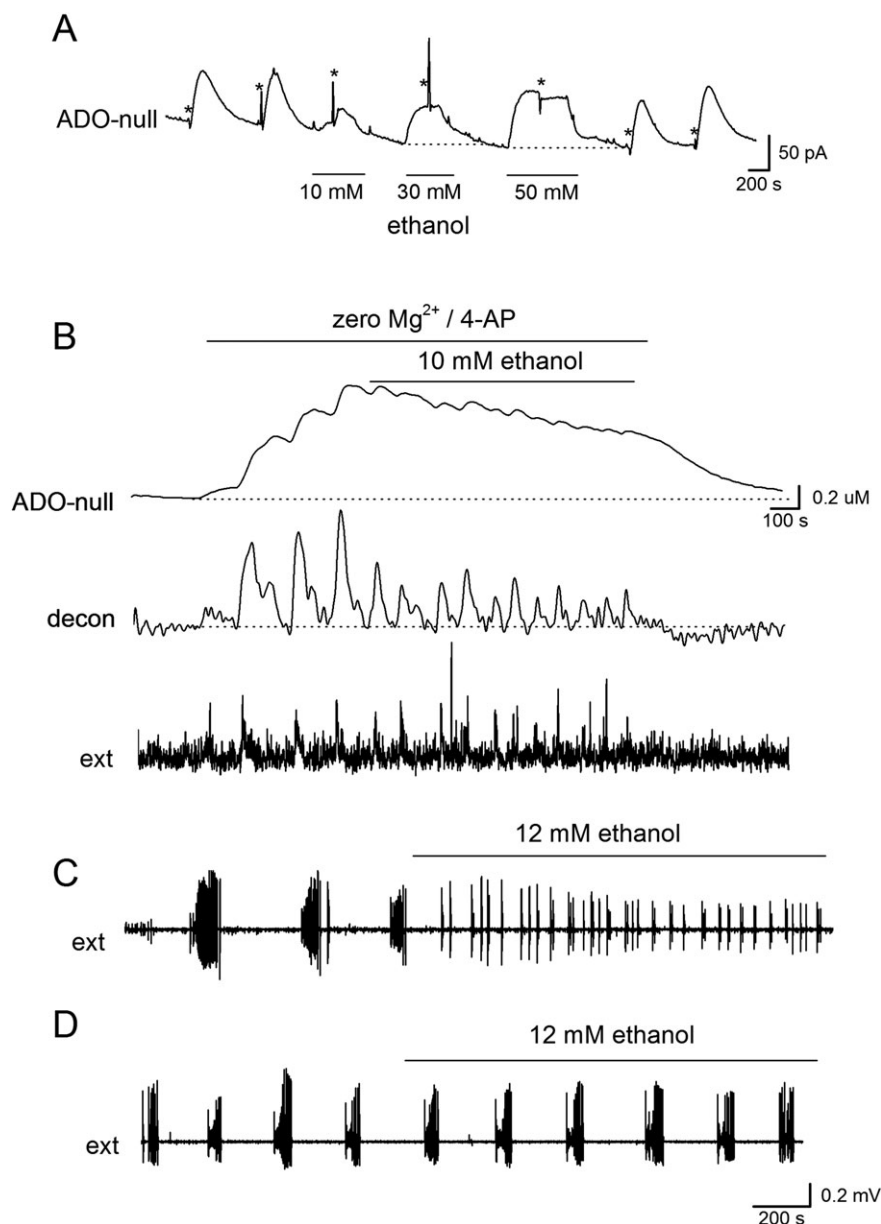 A
* * * * * * *
ADO-null
50 pA
200 s
10 mM 30 mM 50 mM
ethanol
B
zero Mg²⁺ / 4-AP
10 mM ethanol
ADO-null
0.2 uM
100 s
decon
ext
C
12 mM ethanol
ext
D
12 mM ethanol
ext
0.2 mV
200 s